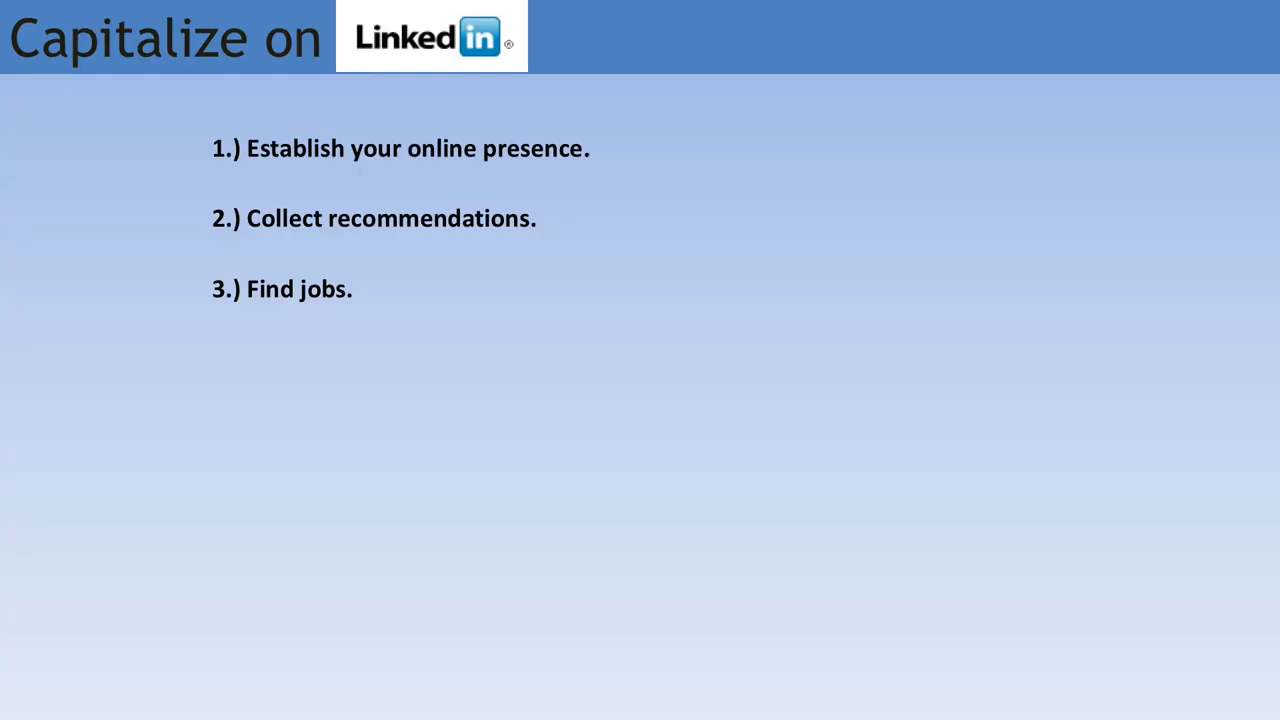 Capitalize on Linked in ®
1.) Establish your online presence.
2.) Collect recommendations.
3.) Find jobs.